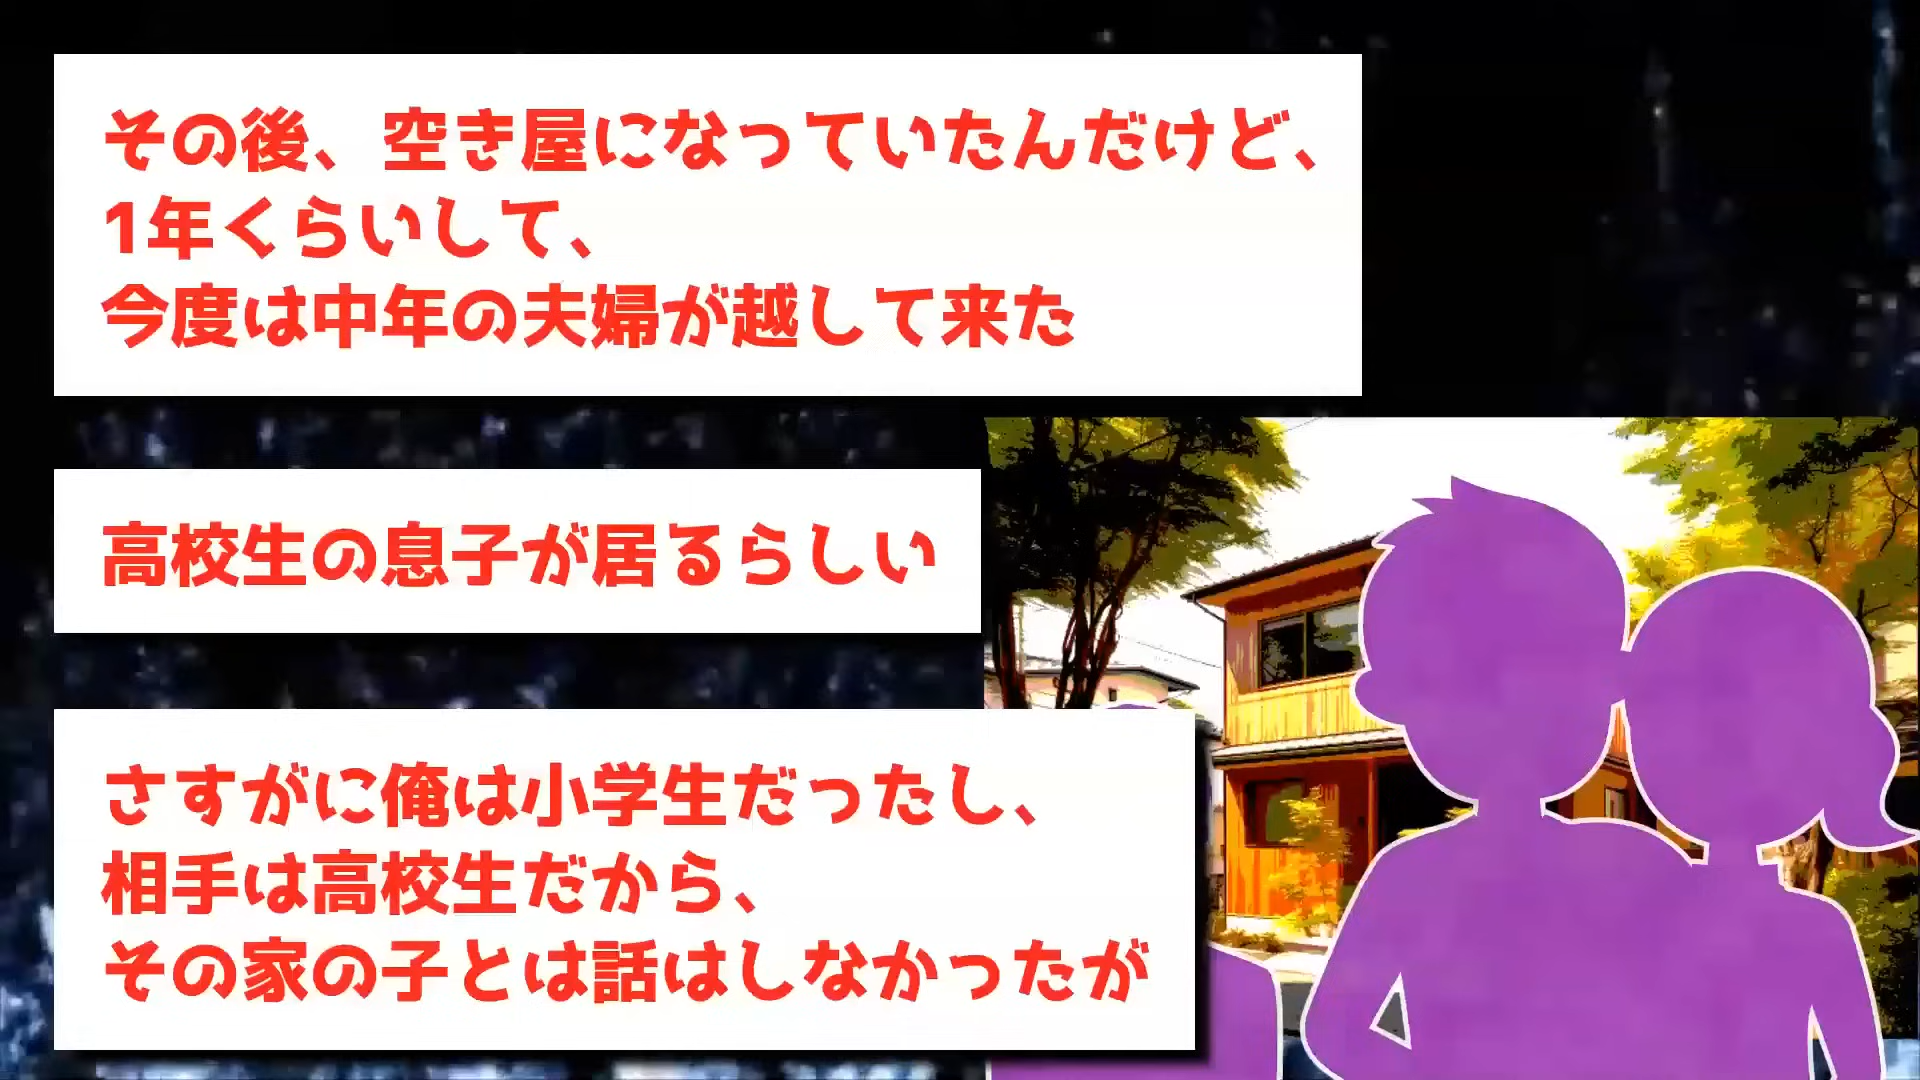 その後、空き屋になっていたんだけど、
1年くらいして、
今度は中年の夫婦が越して来た
高校生の息子が居るらしい
さすがに俺は小学生だったし、
相手は高校生だから、
その家の子とは話はしなかったが